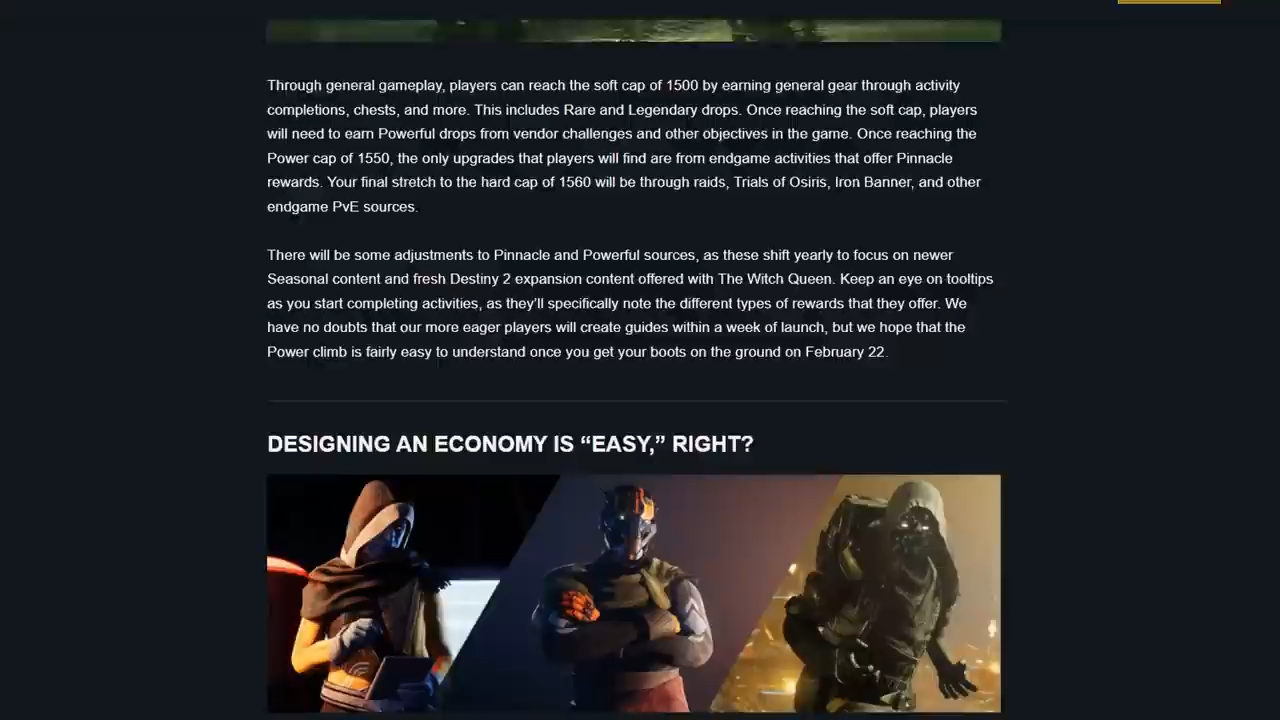 Through general gameplay, players can reach the soft cap of 1500 by earning general gear through activity
completions, chests, and more. This includes Rare and Legendary drops. Once reaching the soft cap, players
will need to earn Powerful drops from vendor challenges and other objectives in the game. Once reaching the
Power cap of 1550, the only upgrades that players will find are from endgame activities that offer Pinnacle
rewards. Your final stretch to the hard cap of 1560 will be through raids, Trials of Osiris, Iron Banner, and other
endgame PvE sources.
There will be some adjustments to Pinnacle and Powerful sources, as these shift yearly to focus on newer
Seasonal content and fresh Destiny 2 expansion content offered with The Witch Queen. Keep an eye on tooltips
as you start completing activities, as they’ll specifically note the different types of rewards that they offer. We
have no doubts that our more eager players will create guides within a week of launch, but we hope that the
Power climb is fairly easy to understand once you get your boots on the ground on February 22.
DESIGNING AN ECONOMY IS “EASY,” RIGHT?